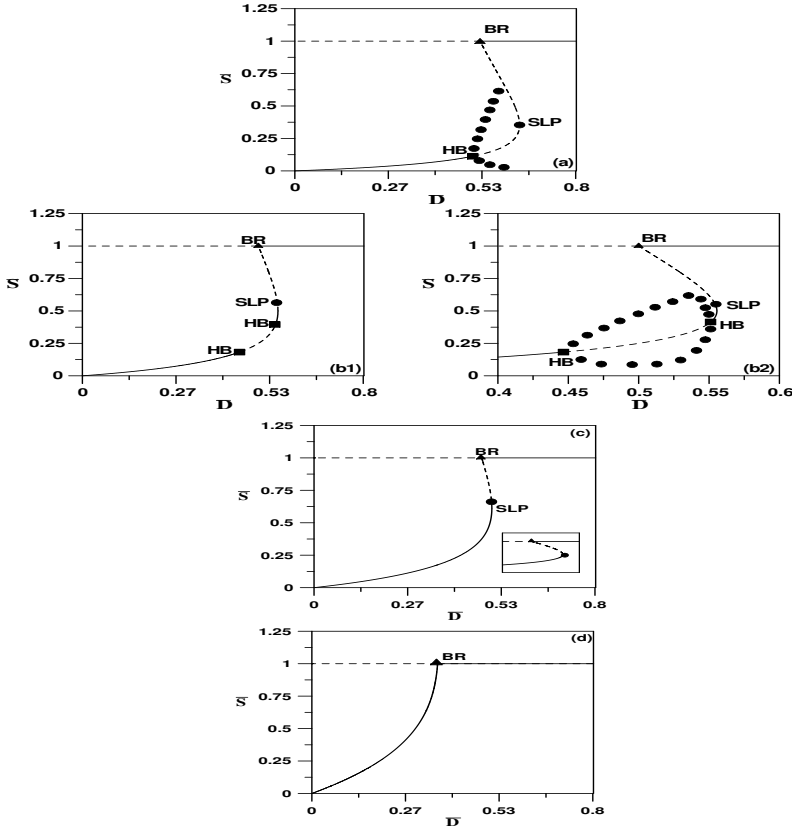 1.25
BR
1
0.75
S̄
0.5
SLP
0.25
HB
(a)
0
0 0.27 0.53 0.8
D̄
1.25 1.25
BR BR
1 1
0.75 0.75
S̄ SLP S̄ SLP
0.5 0.5
HB HB
0.25 0.25
HB (b1) HB (b2)
0 0
0 0.27 0.53 0.8 0.4 0.45 0.5 0.55 0.6
D̄ D̄
1.25 (c)
BR
1
0.75
S̄ SLP
0.5
0.25
0
0 0.27 0.53 0.8
D̄
1.25 (d)
BR
1
0.75
S̄
0.5
0.25
0
0 0.27 0.53 0.8
D̄